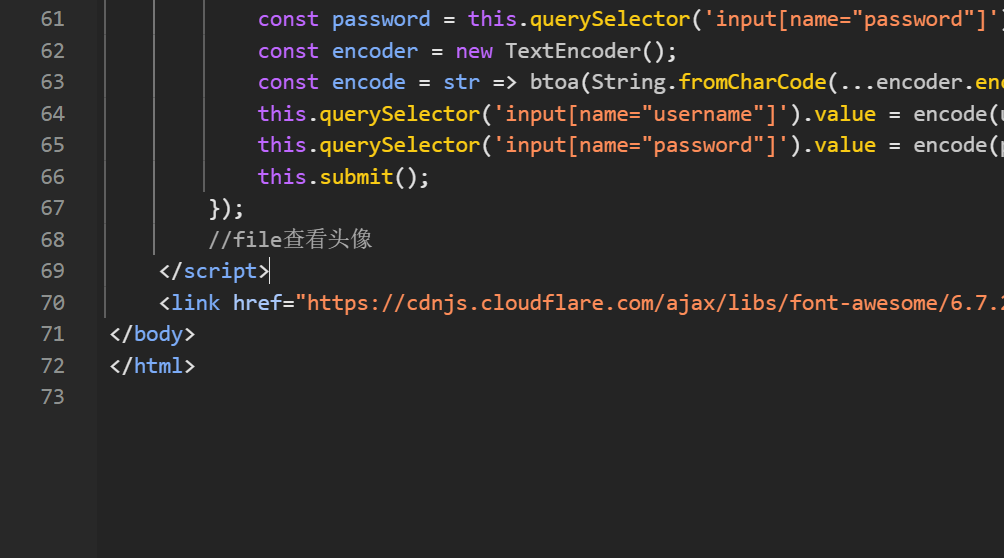 61 const password = this.querySelector('input[name="password"]')
62 const encoder = new TextEncoder();
63 const encode = str => btoa(String.fromCharCode(...encoder.enc
64 this.querySelector('input[name="username"]').value = encode(u
65 this.querySelector('input[name="password"]').value = encode(p
66 this.submit();
67 });
68 //file查看头像
69 </script>
70 <link href="https://cdnjs.cloudflare.com/ajax/libs/font-awesome/6.7.2
71 </body>
72 </html>
73